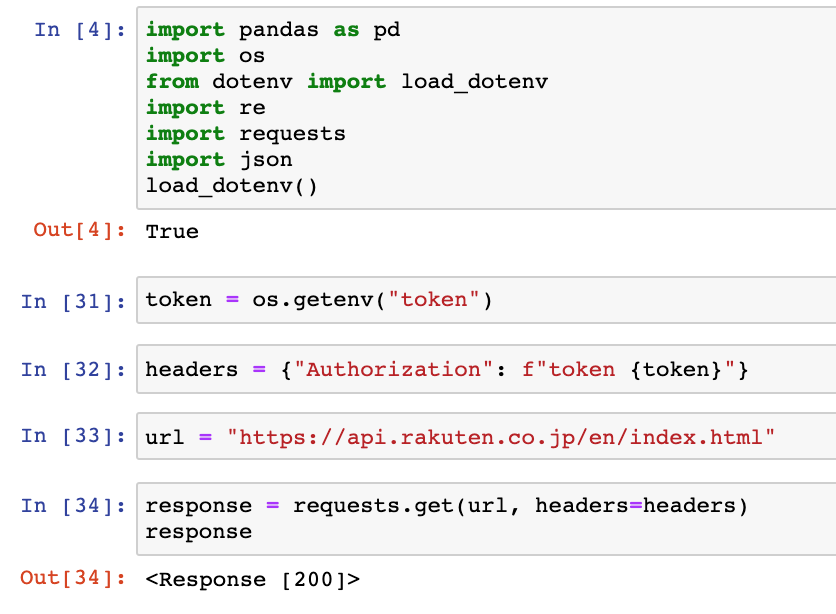 In [4]: import pandas as pd
import os
from dotenv import load_dotenv
import re
import requests
import json
load_dotenv()
Out[4]: True
In [31]: token = os.getenv("token")
In [32]: headers = {"Authorization": f"token {token}"}
In [33]: url = "https://api.rakuten.co.jp/en/index.html"
In [34]: response = requests.get(url, headers=headers)
response
Out[34]: <Response [200]>